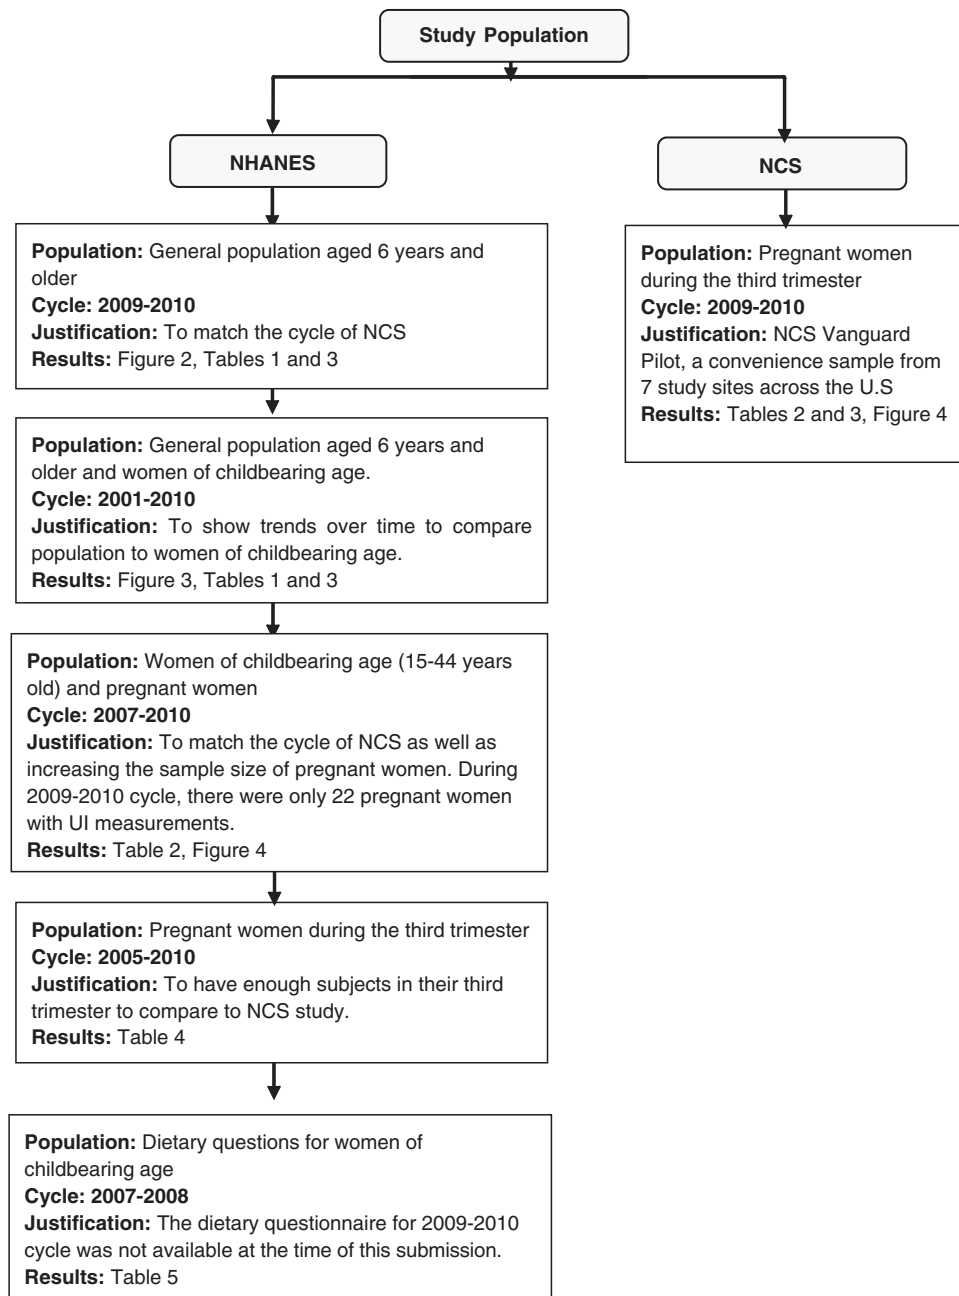 Study Population
NHANES
NCS
Population: General population aged 6 years and
older
Cycle: 2009-2010
Justification: To match the cycle of NCS
Results: Figure 2, Tables 1 and 3
Population: Pregnant women
during the third trimester
Cycle: 2009-2010
Justification: NCS Vanguard
Pilot, a convenience sample from
7 study sites across the U.S
Results: Tables 2 and 3, Figure 4
Population: General population aged 6 years and
older and women of childbearing age.
Cycle: 2001-2010
Justification: To show trends over time to compare
population to women of childbearing age.
Results: Figure 3, Tables 1 and 3
Population: Women of childbearing age (15-44 years
old) and pregnant women
Cycle: 2007-2010
Justification: To match the cycle of NCS as well as
increasing the sample size of pregnant women. During
2009-2010 cycle, there were only 22 pregnant women
with UI measurements.
Results: Table 2, Figure 4
Population: Pregnant women during the third trimester
Cycle: 2005-2010
Justification: To have enough subjects in their third
trimester to compare to NCS study.
Results: Table 4
Population: Dietary questions for women of
childbearing age
Cycle: 2007-2008
Justification: The dietary questionnaire for 2009-2010
cycle was not available at the time of this submission.
Results: Table 5